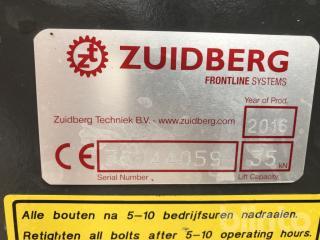 ZUIDBERG
FRONTLINE SYSTEMS
Year of Prod.
Zuidberg Techniek B.V. - www.zuidberg.com
2016
CE
35 kN
Serial Number
Lift Capacity
Alle bouten na 5-10 bedrijfsuren nadraaien.
Retighten all bolts after 5-10 hours